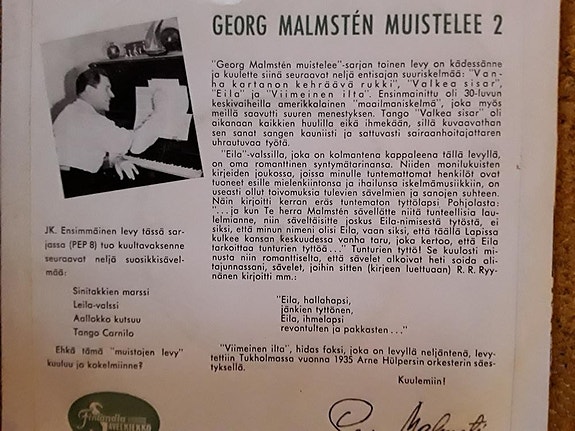 GEORG MALMSTÉN MUISTELEE 2
"Georg Malmstén muistelee"-sarjan toinen levy on kädessänne
ja kuulette siinä seuraavat neljä entisajan suuriskelmää: "Van-
ha kartanon kehräävä rukki", "Valkea sisar",
"Eila" ja "Viimeinen ilta". Ensinmainittu oli 30-luvun
keskivaiheilla amerikkalainen "maailmaniskelmä", joka myös
meillä saavutti suuren menestyksen. Tango "Valkea sisar" oli
aikanaan kaikkien huulilla eikä ihmekään, sillä kuvaavathan
sen sanat sangen kauniisti ja sattuvasti sairaanhoitajattaren
uhrautuvaa työtä.
"Eila"-valssilla, joka on kolmantena kappaleena tällä levyllä,
on oma romanttinen syntymätarinansa. Niiden monilukuisten
kirjeiden joukossa, joissa minulle tuntemattomat henkilöt ovat
tuoneet esille mielenkiintonsa ja ihailunsa iskelmämusiikkiin, on
useasti ollut toivomuksia tulevien sävelmien ja sanojen suhteen.
Näin kirjoitti kerran eräs tuntematon tyttölapsi Pohjolasta:
"...ja kun Te herra Malmstén sävellätte niitä tunteellisia lau-
lelmianne, niin säveltäisitte joskus Eila-nimisestä tytöstä, ei
siksi, että minun nimeni olisi Eila, vaan siksi, että täällä Lapissa
kulkee kansan keskuudessa vanha taru, joka kertoo, että Eila
tarkoittaa tunturien tyttöä..." Tunturien tyttö! Se kuulosti mi-
nusta niin romanttiselta, että sävelet alkoivat heti soida ali-
tajunnassani, sävelet, joihin sitten (kirjeen luettuaan) R. R. Ryy-
nänen kirjoitti mm.:
"Eila, hallahapsi,
jänkien tyttönen,
Eila, ihmelapsi
revontulten ja pakkasten..."
"Viimeinen ilta", hidas foksi, joka on levyllä neljäntenä, levy-
tettiin Tukholmassa vuonna 1935 Arne Hülpersin orkesterin säes-
tyksellä.
Kuulemiin!
Georg Malmstén
JK. Ensimmäinen levy tässä sar-
jassa (PEP 8) tuo kuultavaksenne
seuraavat neljä suosikkisävel-
mää:
Sinitakkien marssi
Leila-valssi
Aallokko kutsuu
Tango Carnilo
Ehkä tämä "muistojen levy"
kuuluu jo kokelmiinne?
Finlandia